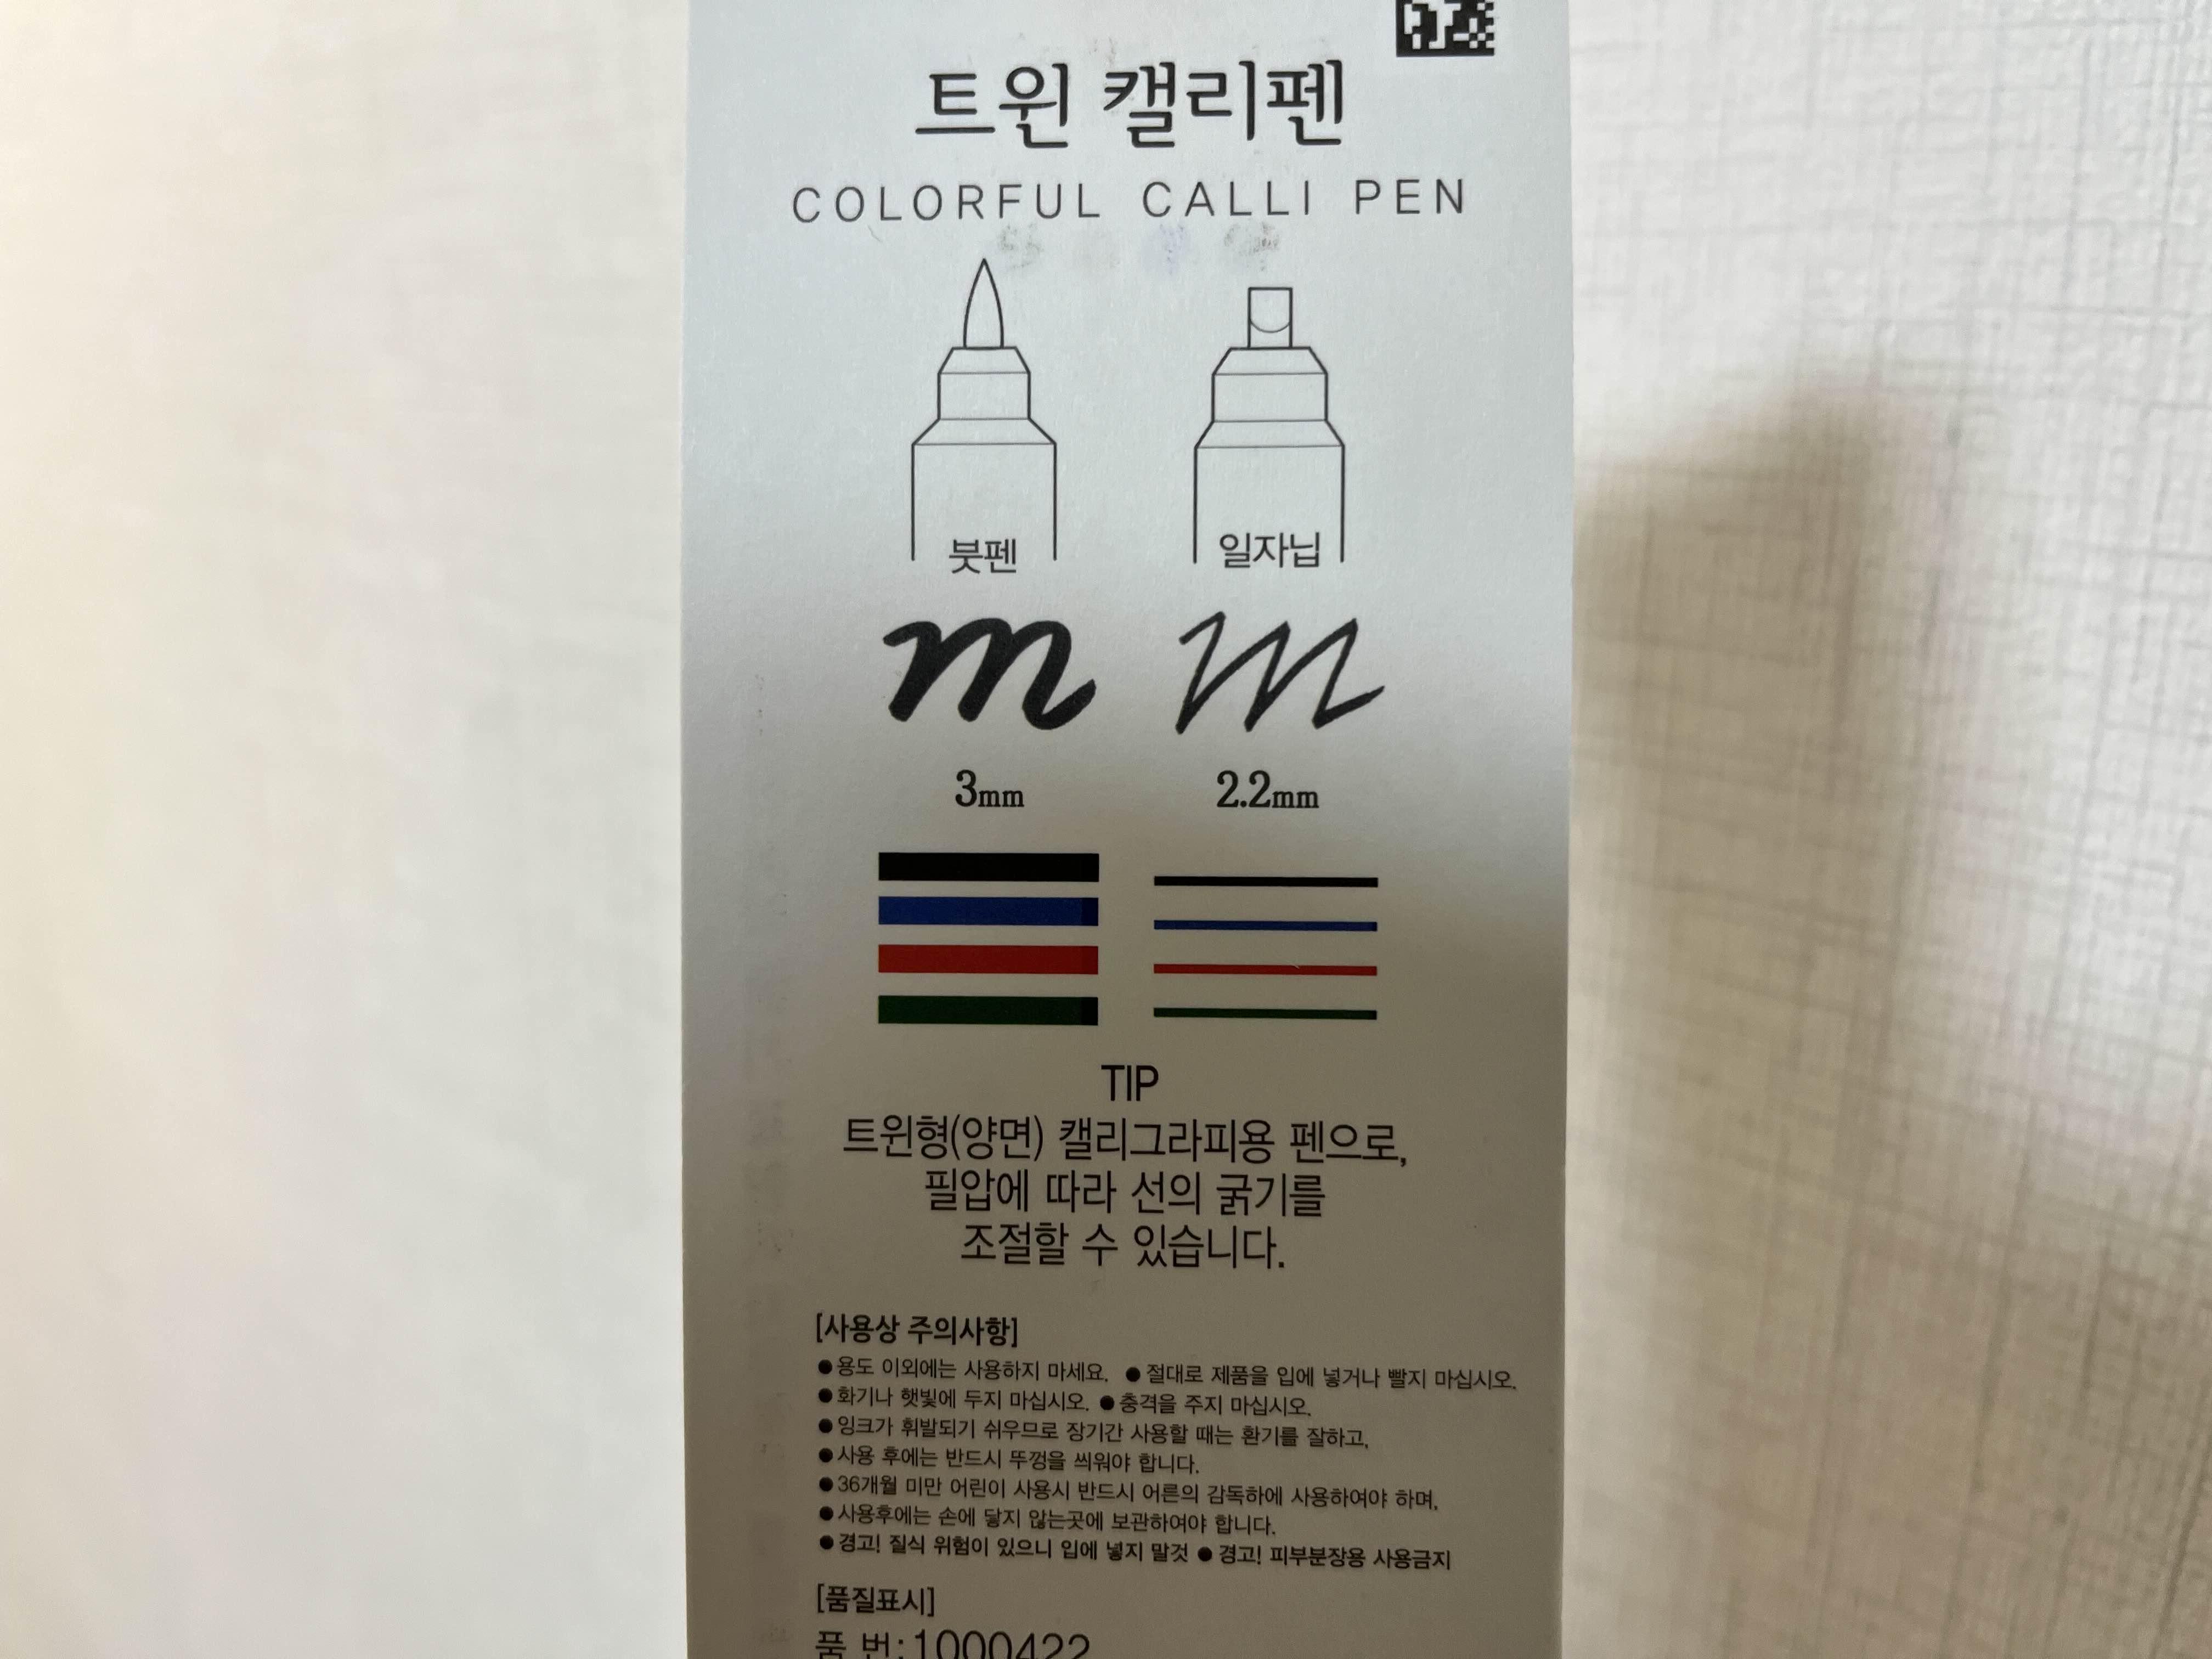 트윈 캘리펜
COLORFUL CALLI PEN
붓펜 일자닙
m m
3mm 2.2mm
TIP
트윈형(양면) 캘리그라피용 펜으로,
필압에 따라 선의 굵기를
조절할 수 있습니다.
[사용상 주의사항]
●용도 이외에는 사용하지 마세요. ●절대로 제품을 입에 넣거나 빨지 마십시오.
●화기나 햇빛에 두지 마십시오. ●충격을 주지 마십시오.
●잉크가 휘발되기 쉬우므로 장기간 사용할 때는 환기를 잘하고,
●사용 후에는 반드시 뚜껑을 씌워야 합니다.
●36개월 미만 어린이 사용시 반드시 어른의 감독하에 사용하여야 하며,
●사용후에는 손에 닿지 않는곳에 보관하여야 합니다.
●경고! 질식 위험이 있으니 입에 넣지 말것 ●경고! 피부분장용 사용금지
[품질표시]
품 번:1000422